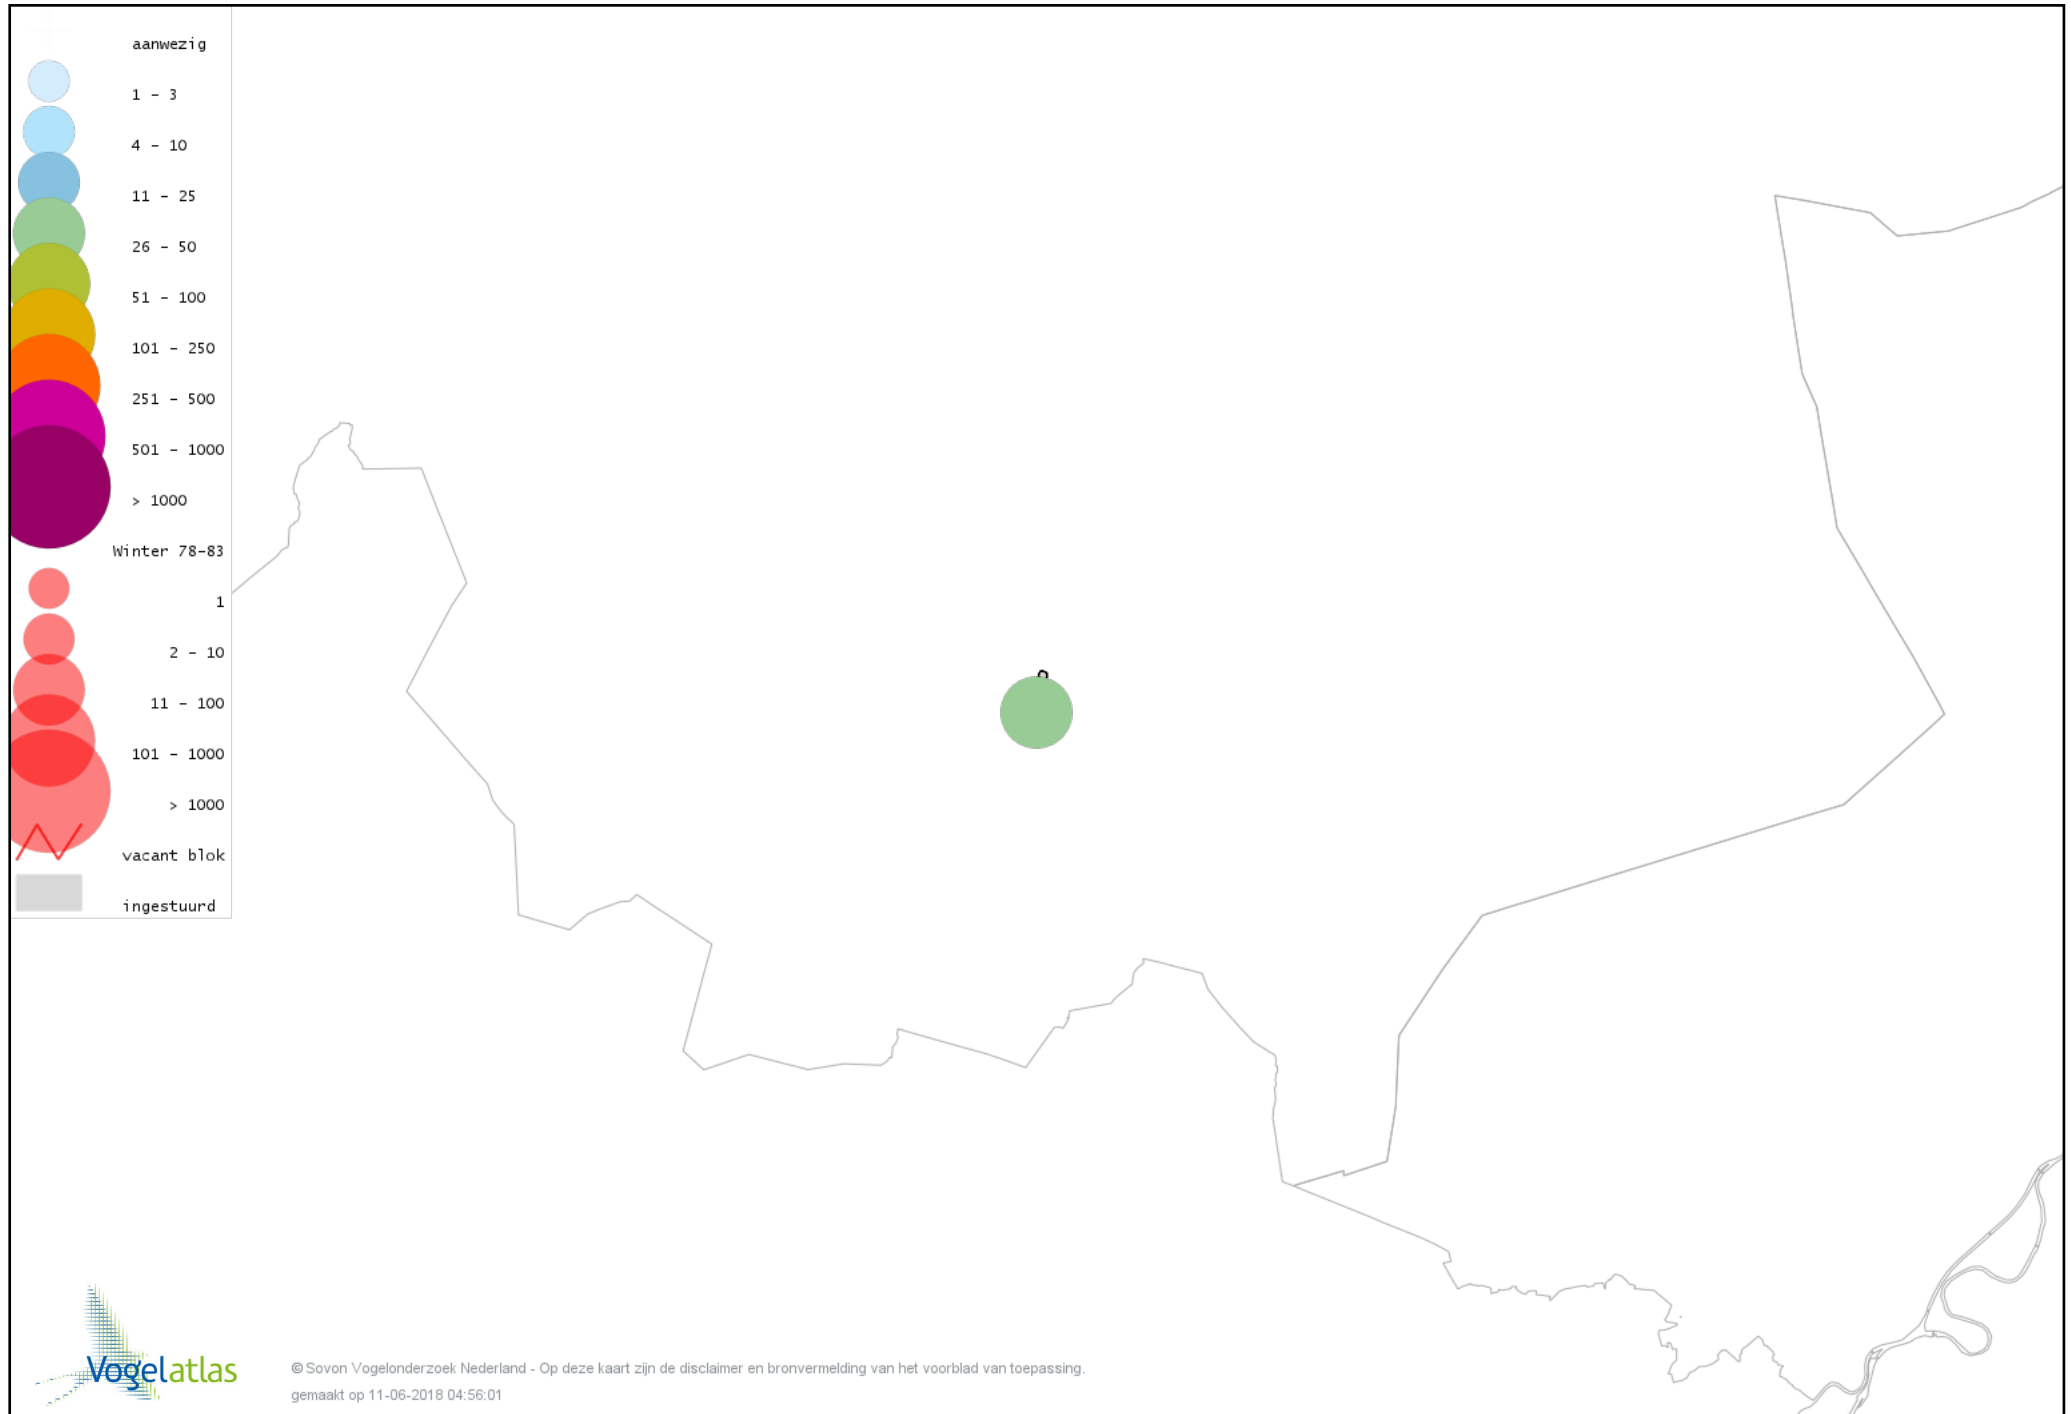 aanwezig
1 - 3
4 - 10
11 - 25
26 - 50
51 - 100
101 - 250
251 - 500
501 - 1000
> 1000
Winter 78-83
1
2 - 10
11 - 100
101 - 1000
> 1000
vacant blok
ingestuurd
Vogelatlas
© Sovon Vogelonderzoek Nederland - Op deze kaart zijn de disclaimer en bronvermelding van het voorblad van toepassing.
gemaakt op 11-06-2018 04:56:01